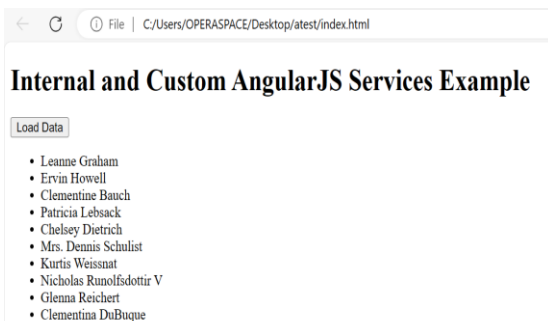 File | C:/Users/OPERASPACE/Desktop/atest/index.html
Internal and Custom AngularJS Services Example
Load Data
• Leanne Graham
• Ervin Howell
• Clementine Bauch
• Patricia Lebsack
• Chelsey Dietrich
• Mrs. Dennis Schulist
• Kurtis Weissnat
• Nicholas Runolfsdottir V
• Glenna Reichert
• Clementina DuBuque